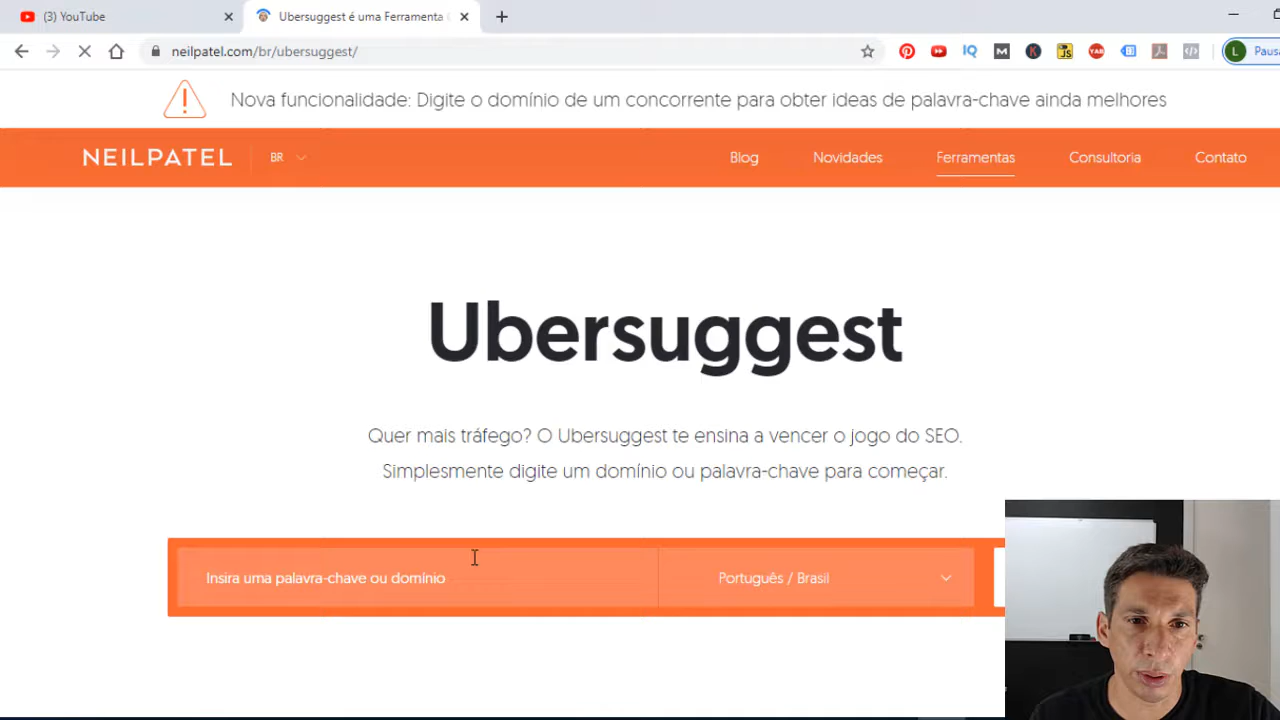 (3) YouTube
Ubersuggest é uma Ferramenta
neilpatel.com/br/ubersuggest/
L Paus
Nova funcionalidade: Digite o domínio de um concorrente para obter ideas de palavra-chave ainda melhores
NEILPATEL BR Blog Novidades Ferramentas Consultoria Contato
Ubersuggest
Quer mais tráfego? O Ubersuggest te ensina a vencer o jogo do SEO.
Simplesmente digite um domínio ou palavra-chave para começar.
Insira uma palavra-chave ou domínio Português / Brasil